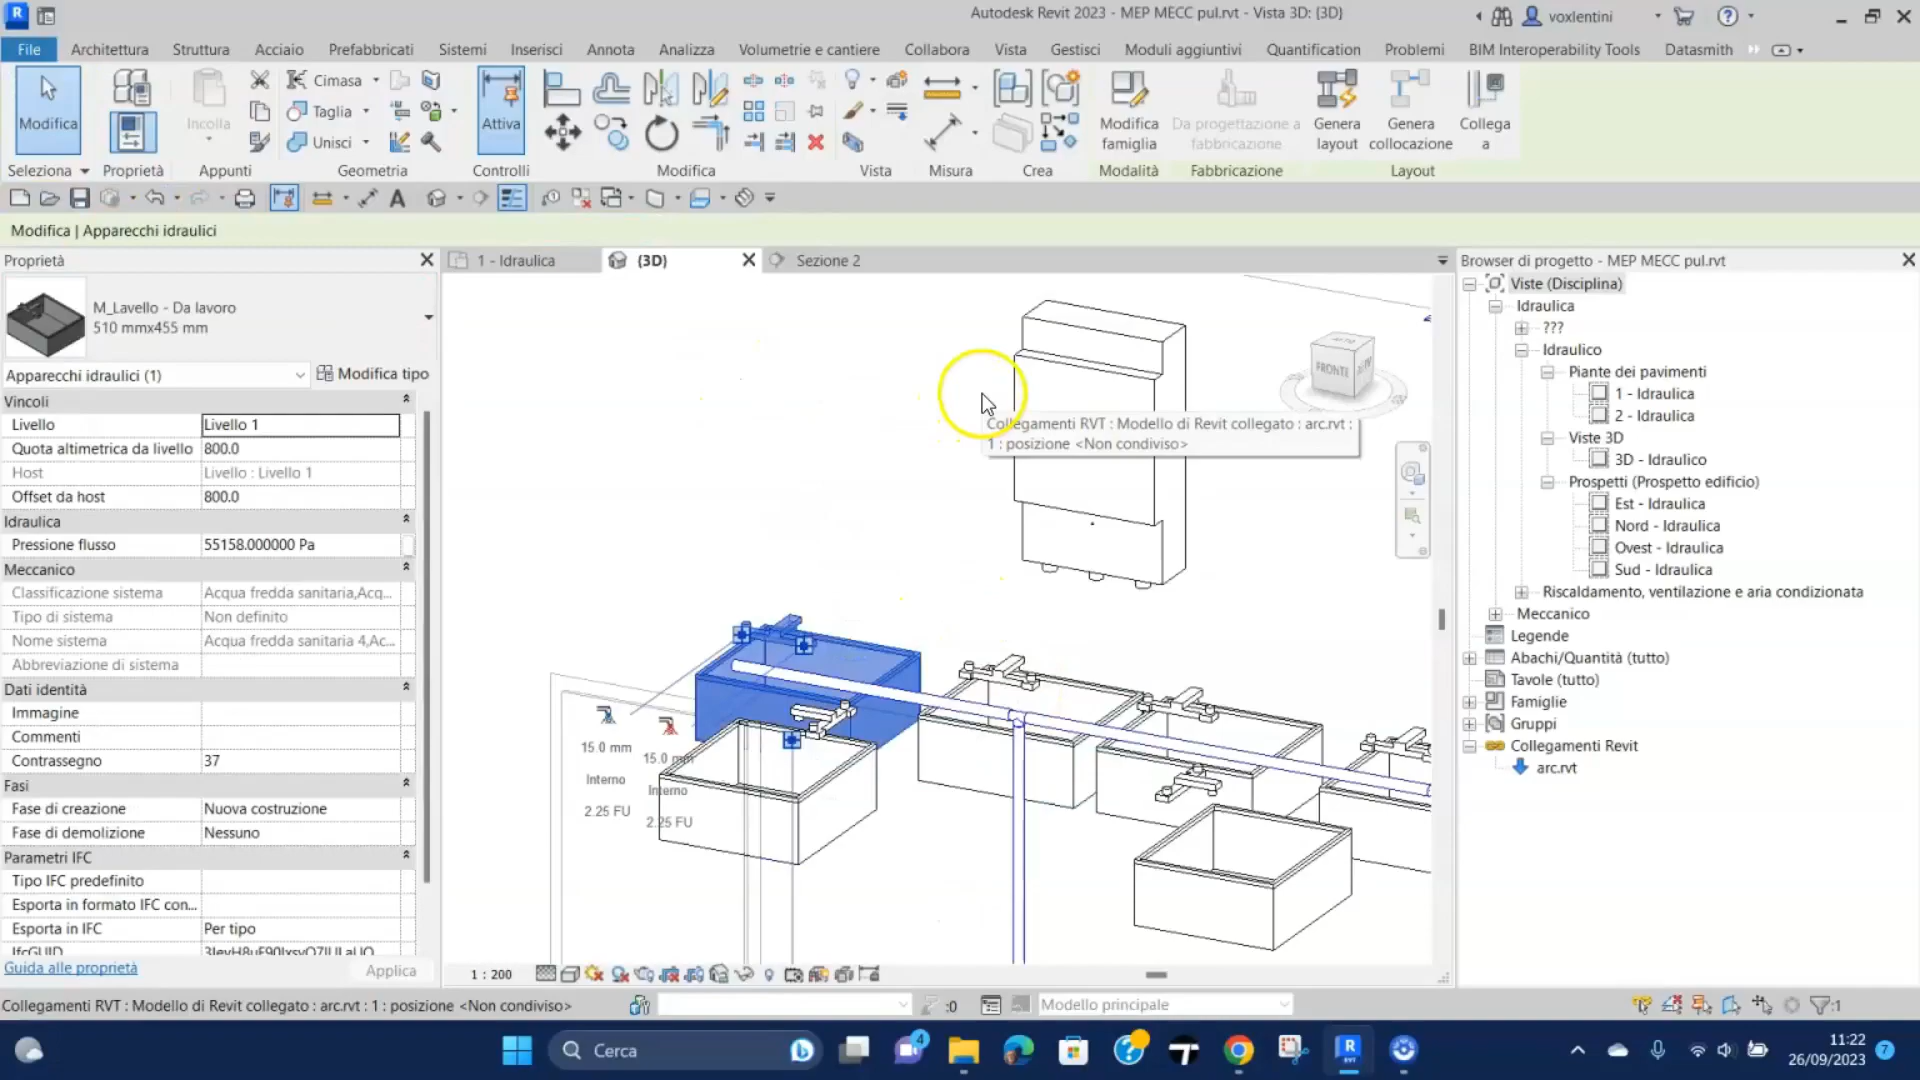 Autodesk Revit 2023 - MEP MECC pul.rvt - Vista 3D: {3D}
voxlentini
File
Architettura
Struttura
Acciaio
Prefabbricati
Sistemi
Inserisci
Annota
Analizza
Volumetrie e cantiere
Collabora
Vista
Gestisci
Moduli aggiuntivi
Quantification
Problemi
BIM Interoperability Tools
Datasmith
Modifica
Incolla
Cimasa
Taglia
Unisci
Attiva
Modifica famiglia
Da progettazione a fabbricazione
Genera layout
Genera collocazione
Collega a
Seleziona
Proprietà
Appunti
Geometria
Controlli
Modifica
Vista
Misura
Crea
Modalità
Fabbricazione
Layout
Modifica | Apparecchi idraulici
Proprietà
M_Lavello - Da lavoro
510 mmx455 mm
Apparecchi idraulici (1)
Modifica tipo
Vincoli
Livello Livello 1
Quota altimetrica da livello 800.0
Host Livello : Livello 1
Offset da host 800.0
Idraulica
Pressione flusso 55158.000000 Pa
Meccanico
Classificazione sistema Acqua fredda sanitaria,Acq...
Tipo di sistema Non definito
Nome sistema Acqua fredda sanitaria 4,Ac...
Abbreviazione di sistema
Dati identità
Immagine
Commenti
Contrassegno 37
Fasi
Fase di creazione Nuova costruzione
Fase di demolizione Nessuno
Parametri IFC
Tipo IFC predefinito
Esporta in formato IFC con...
Esporta in IFC Per tipo
IfcGUID
Guida alle proprietà
Applica
1 - Idraulica
{3D}
Sezione 2
FRONTE
Collegamenti RVT : Modello di Revit collegato : arc.rvt :
1 : posizione <Non condiviso>
15.0 mm
Interno
2.25 FU
15.0 mm
Interno
2.25 FU
1 : 200
Browser di progetto - MEP MECC pul.rvt
Viste (Disciplina)
Idraulica
???
Idraulico
Piante dei pavimenti
1 - Idraulica
2 - Idraulica
Viste 3D
3D - Idraulico
Prospetti (Prospetto edificio)
Est - Idraulica
Nord - Idraulica
Ovest - Idraulica
Sud - Idraulica
Riscaldamento, ventilazione e aria condizionata
Meccanico
Legende
Abachi/Quantità (tutto)
Tavole (tutto)
Famiglie
Gruppi
Collegamenti Revit
arc.rvt
Collegamenti RVT : Modello di Revit collegato : arc.rvt : 1 : posizione <Non condiviso>
:0
Modello principale
:1
Cerca
4
11:22
26/09/2023
7